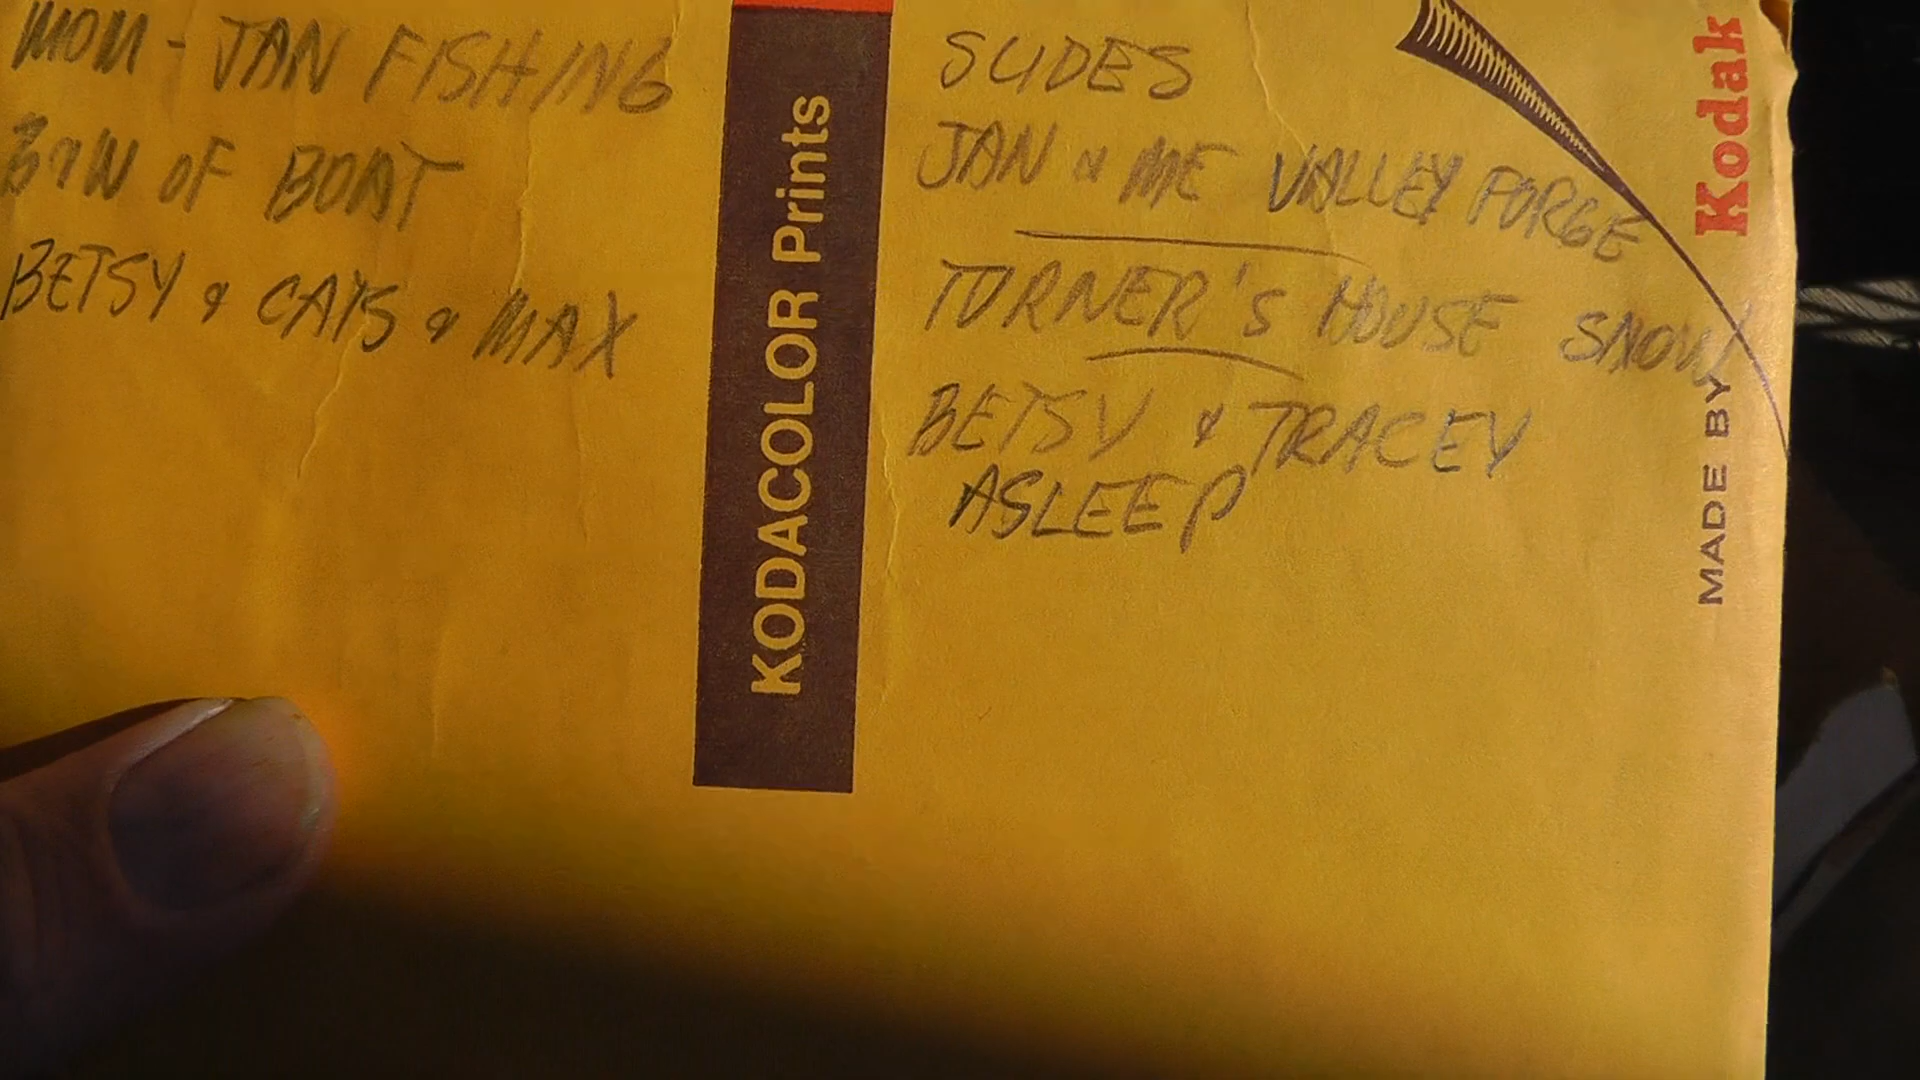 MOM - JAN FISHING
B&W OF BOAT
BETSY & CATS & MAX
KODACOLOR Prints
SLIDES
JAN & ME VALLEY FORGE
TURNER'S HOUSE SNOW
BETSY & TRACEY
ASLEEP
MADE BY Kodak